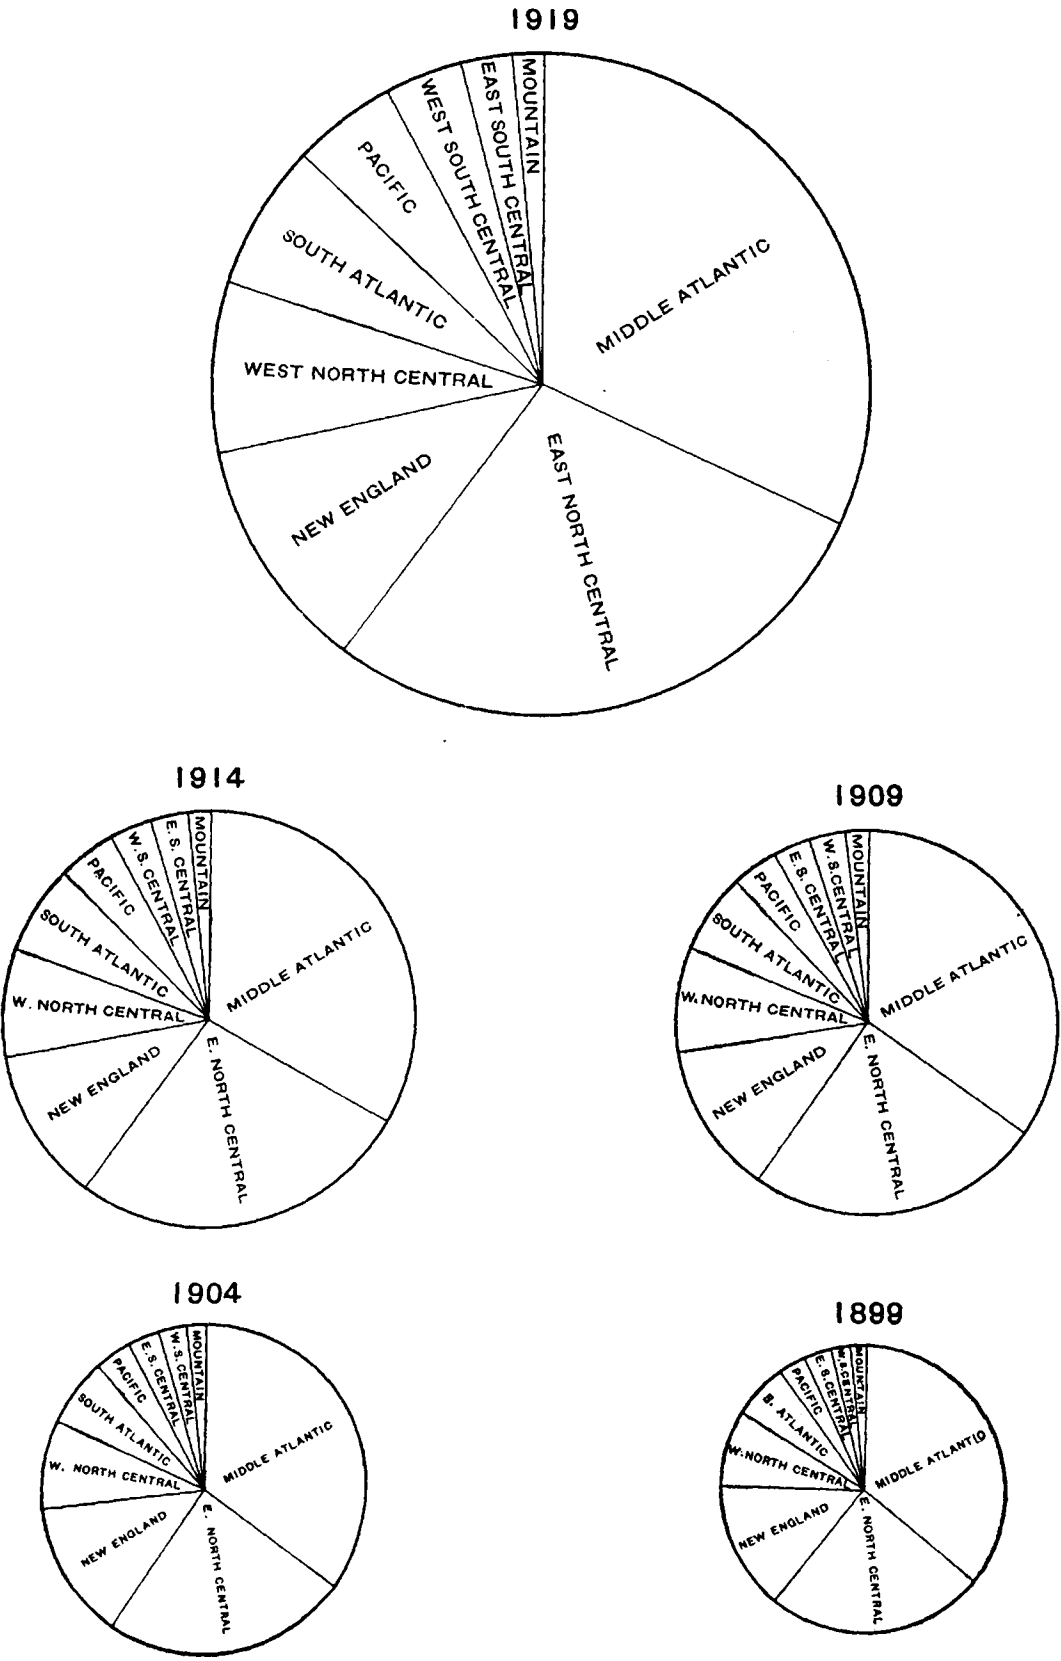 1919
MOUNTAIN
EAST SOUTH CENTRAL
WEST SOUTH CENTRAL
PACIFIC
SOUTH ATLANTIC
WEST NORTH CENTRAL
NEW ENGLAND
EAST NORTH CENTRAL
MIDDLE ATLANTIC
1914
MOUNTAIN
E. S. CENTRAL
W. S. CENTRAL
PACIFIC
SOUTH ATLANTIC
W. NORTH CENTRAL
NEW ENGLAND
E. NORTH CENTRAL
MIDDLE ATLANTIC
1909
MOUNTAIN
W. S. CENTRAL
E. S. CENTRAL
PACIFIC
SOUTH ATLANTIC
W. NORTH CENTRAL
NEW ENGLAND
E. NORTH CENTRAL
MIDDLE ATLANTIC
1904
MOUNTAIN
W. S. CENTRAL
E. S. CENTRAL
PACIFIC
SOUTH ATLANTIC
W. NORTH CENTRAL
NEW ENGLAND
E. NORTH CENTRAL
MIDDLE ATLANTIC
1899
MOUNTAIN
W. S. CENTRAL
E. S. CENTRAL
PACIFIC
S. ATLANTIC
W. NORTH CENTRAL
NEW ENGLAND
E. NORTH CENTRAL
MIDDLE ATLANTIC